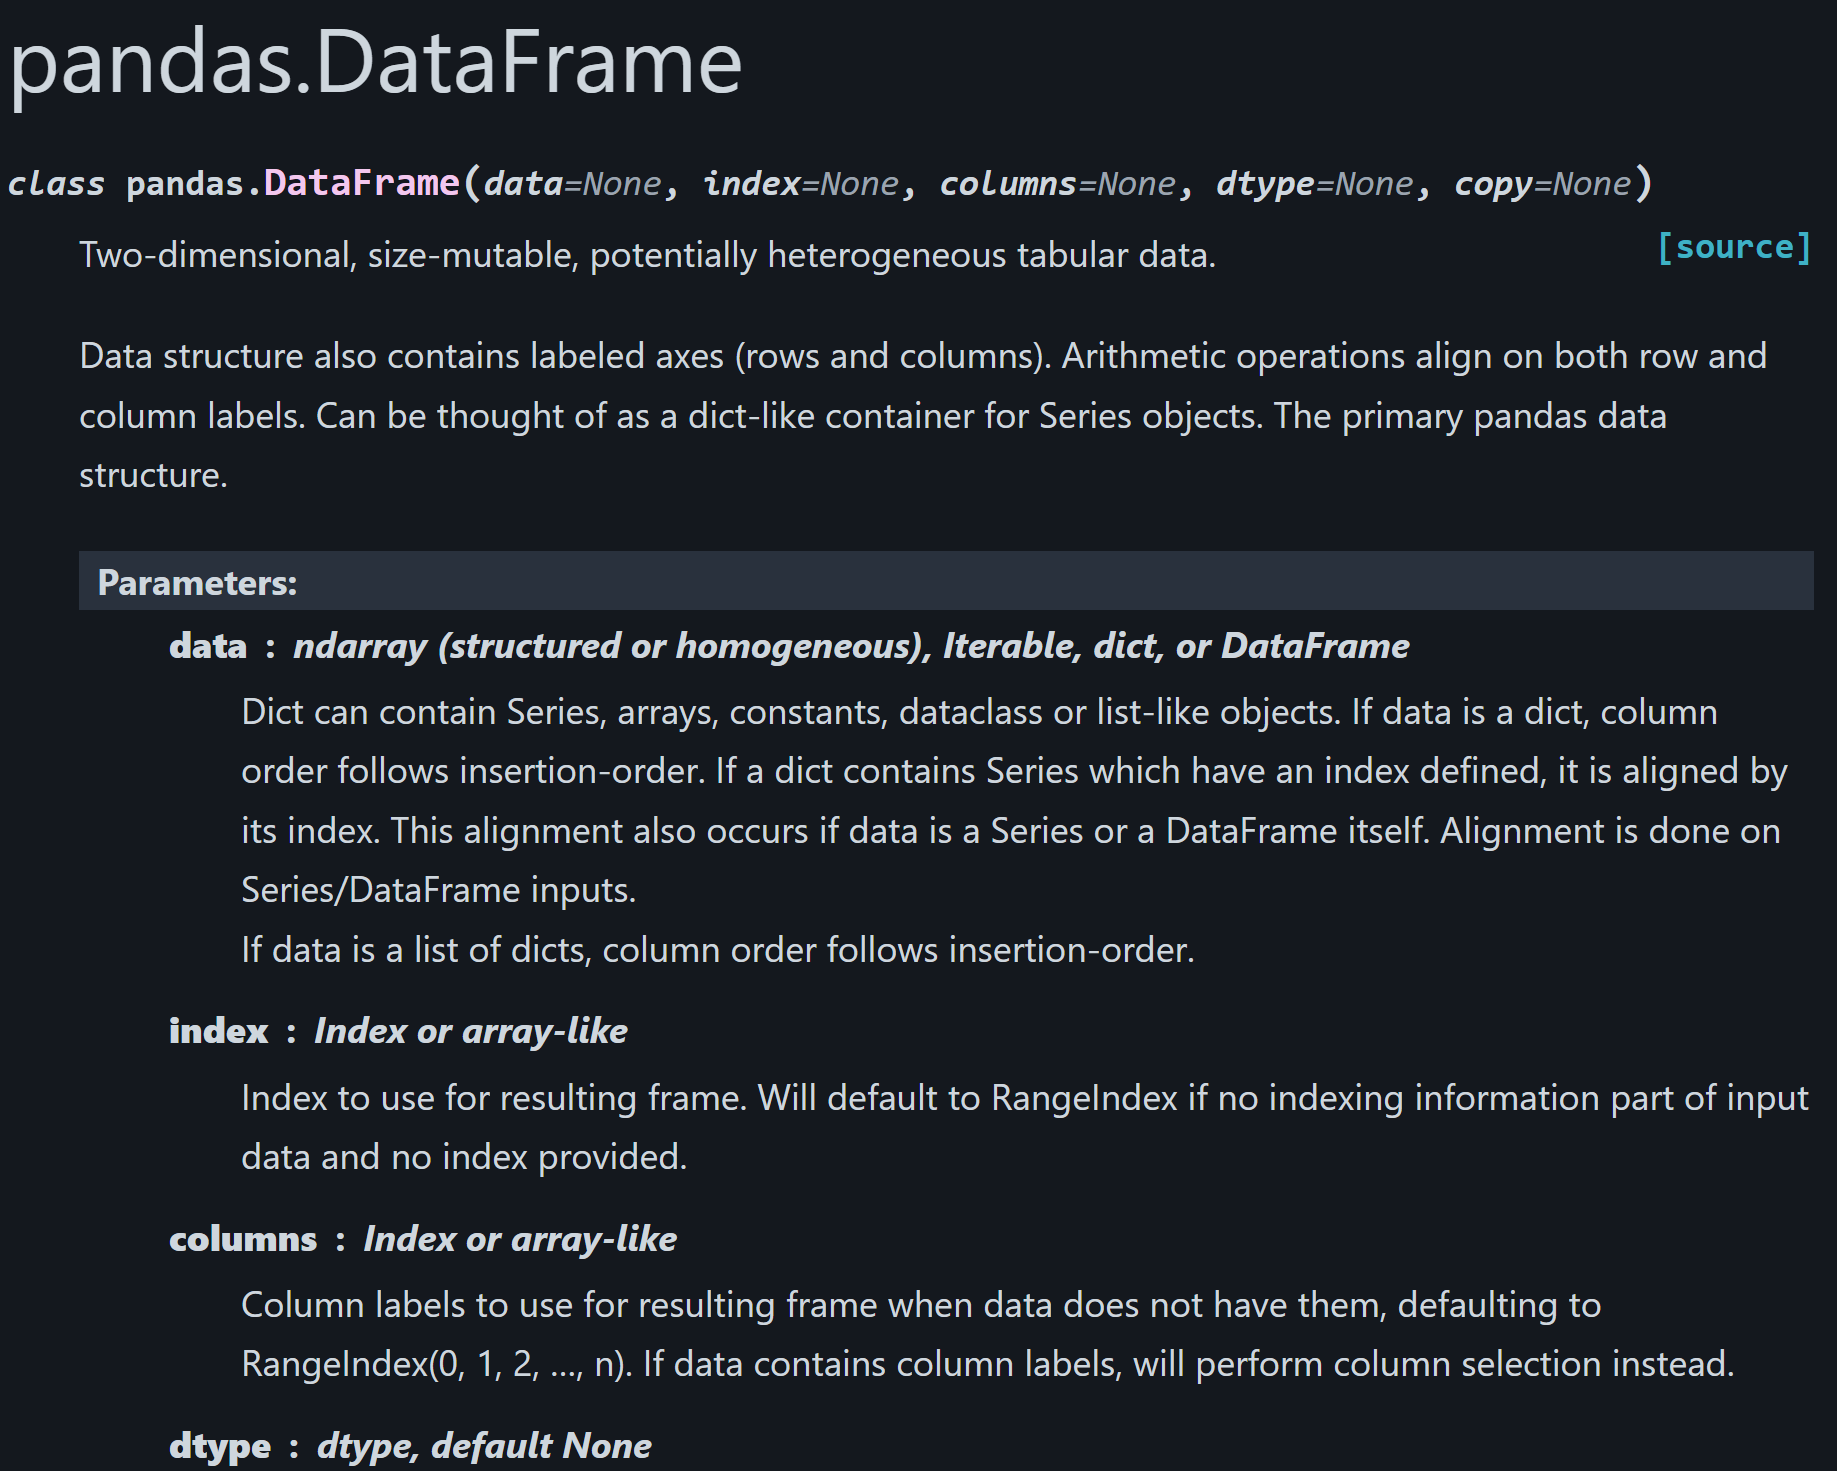 pandas.DataFrame
class pandas.DataFrame(data=None, index=None, columns=None, dtype=None, copy=None)
[source]
Two-dimensional, size-mutable, potentially heterogeneous tabular data.
Data structure also contains labeled axes (rows and columns). Arithmetic operations align on both row and
column labels. Can be thought of as a dict-like container for Series objects. The primary pandas data
structure.
Parameters:
data : ndarray (structured or homogeneous), Iterable, dict, or DataFrame
Dict can contain Series, arrays, constants, dataclass or list-like objects. If data is a dict, column
order follows insertion-order. If a dict contains Series which have an index defined, it is aligned by
its index. This alignment also occurs if data is a Series or a DataFrame itself. Alignment is done on
Series/DataFrame inputs.
If data is a list of dicts, column order follows insertion-order.
index : Index or array-like
Index to use for resulting frame. Will default to RangeIndex if no indexing information part of input
data and no index provided.
columns : Index or array-like
Column labels to use for resulting frame when data does not have them, defaulting to
RangeIndex(0, 1, 2, …, n). If data contains column labels, will perform column selection instead.
dtype : dtype, default None